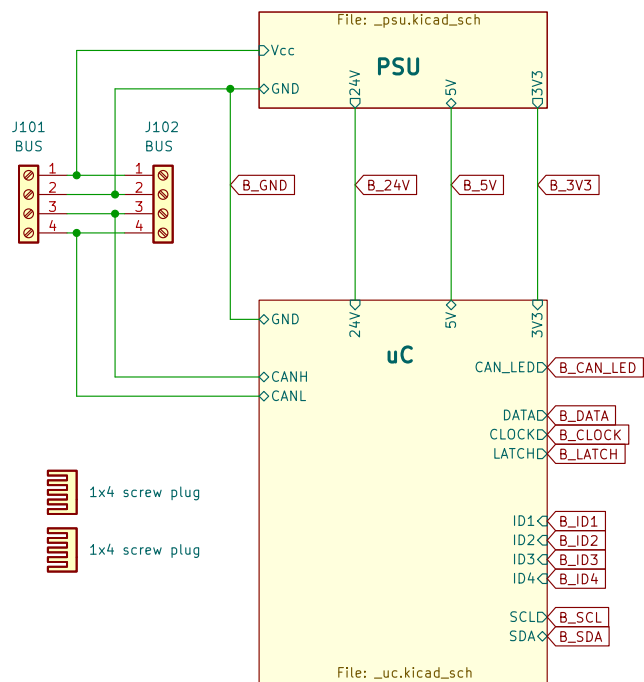 File: _psu.kicad_sch
PSU
Vcc
GND
24V
5V
3V3
J101
BUS
J102
BUS
1
2
3
4
1
2
3
4
B_GND
B_24V
B_5V
B_3V3
uC
GND
24V
5V
3V3
CANH
CANL
CAN_LED
B_CAN_LED
DATA
B_DATA
CLOCK
B_CLOCK
LATCH
B_LATCH
1x4 screw plug
1x4 screw plug
ID1
B_ID1
ID2
B_ID2
ID3
B_ID3
ID4
B_ID4
SCL
B_SCL
SDA
B_SDA
File: _uc.kicad_sch